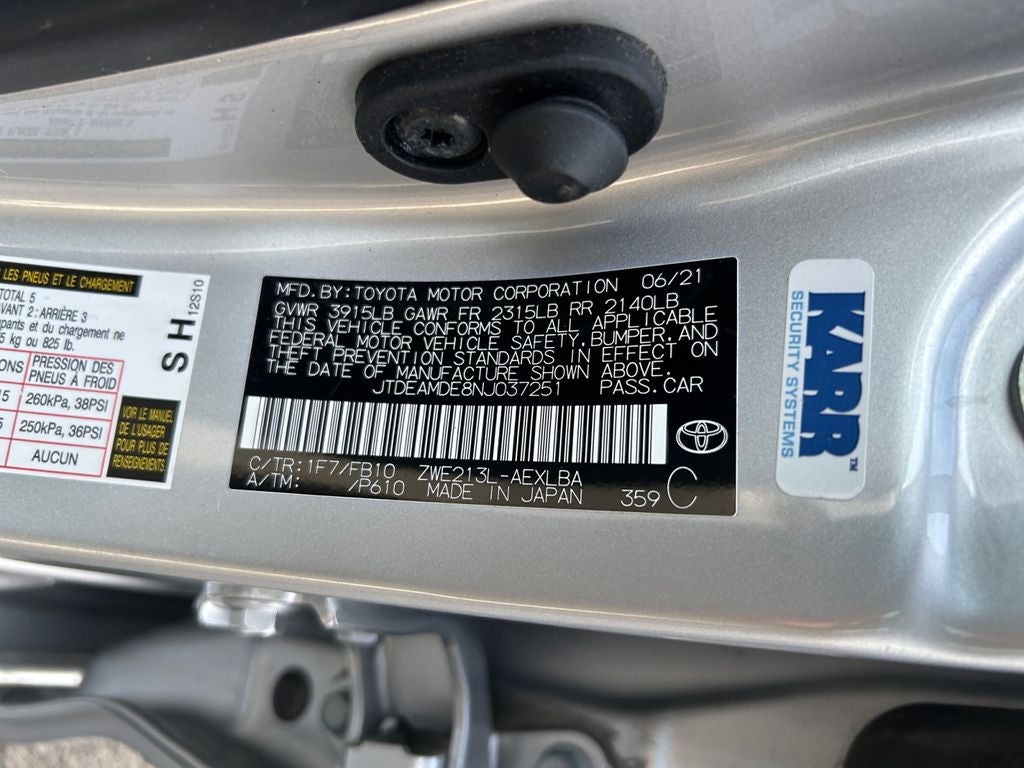 LES PNEUS ET LE CHARGEMENT
TOTAL 5
AVANT 2: ARRIÈRE 3
et du chargement ne
kg ou 825 lb.
PRESSION DES
PNEUS À FROID
260kPa, 38PSI
250kPa, 36PSI
AUCUN
VOIR LE MANUEL
DE L'USAGER
POUR PLUS DE
RENSEIGNEMENTS
SH
12S10
MFD.BY:TOYOTA MOTOR CORPORATION 06/21
GVWR 3915LB GAWR FR 2315LB RR 2140LB
THIS VEHICLE CONFORMS TO ALL APPLICABLE
FEDERAL MOTOR VEHICLE SAFETY,BUMPER,AND
THEFT PREVENTION STANDARDS IN EFFECT ON
THE DATE OF MANUFACTURE SHOWN ABOVE.
JTDEAMDE8NJ037251 PASS.CAR
C/TR:1F7/FB10 ZWE213L-AEXLBA
A/TM: /P610 MADE IN JAPAN 359 C
KARR™
SECURITY SYSTEMS